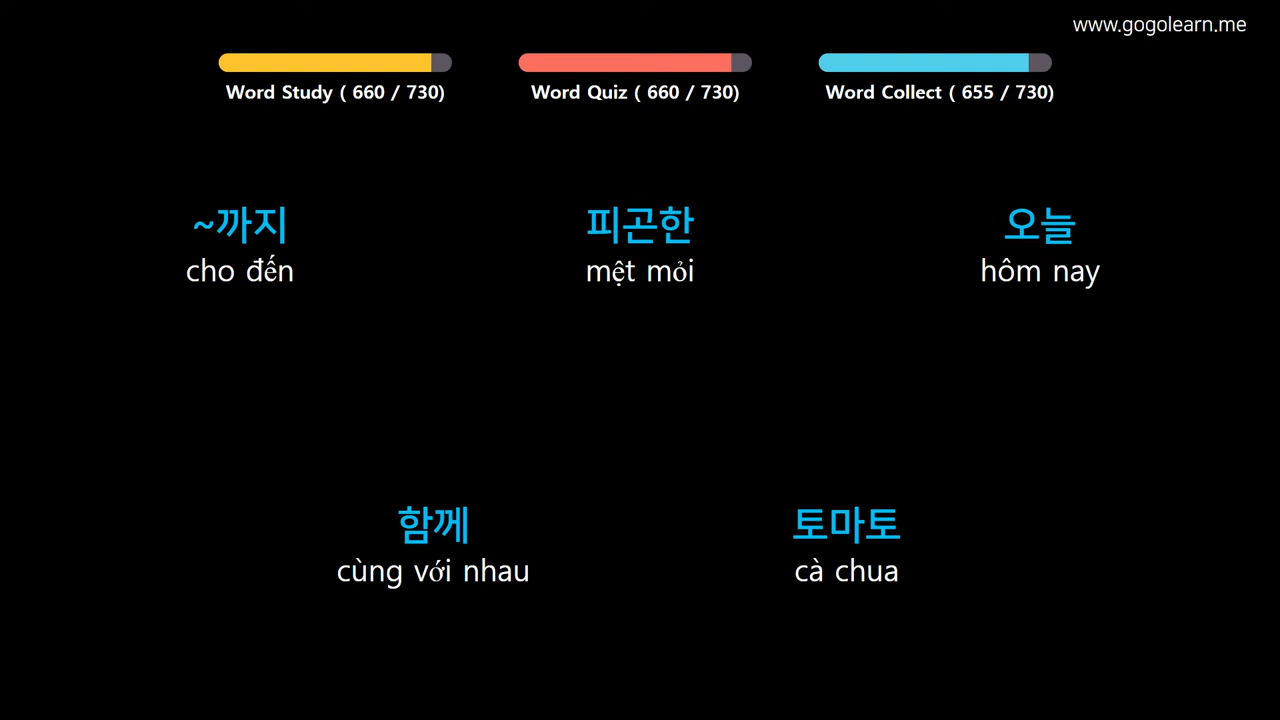 www.gogolearn.me
Word Study ( 660 / 730)
Word Quiz ( 660 / 730)
Word Collect ( 655 / 730)
~까지
cho đến
피곤한
mệt mỏi
오늘
hôm nay
함께
cùng với nhau
토마토
cà chua